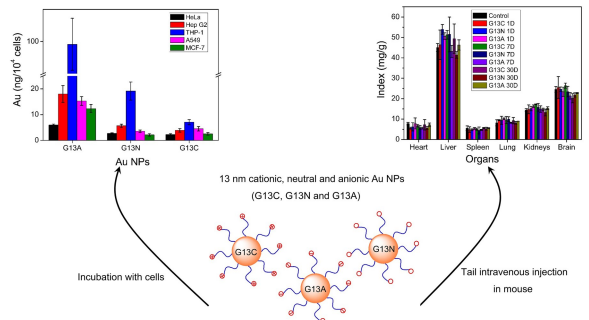 HeLa
Hep G2
THP-1
A549
MCF-7
100
20
10
0
Au (ng/10⁴ cells)
G13A
G13N
G13C
Au NPs
Control
G13C 1D
G13N 1D
G13A 1D
G13C 7D
G13N 7D
G13A 7D
G13C 30D
G13N 30D
G13A 30D
60
50
40
30
20
10
0
Index (mg/g)
Heart
Liver
Spleen
Lung
Kidneys
Brain
Organs
13 nm cationic, neutral and anionic Au NPs
(G13C, G13N and G13A)
G13C
G13N
G13A
Incubation with cells
Tail intravenous injection
in mouse